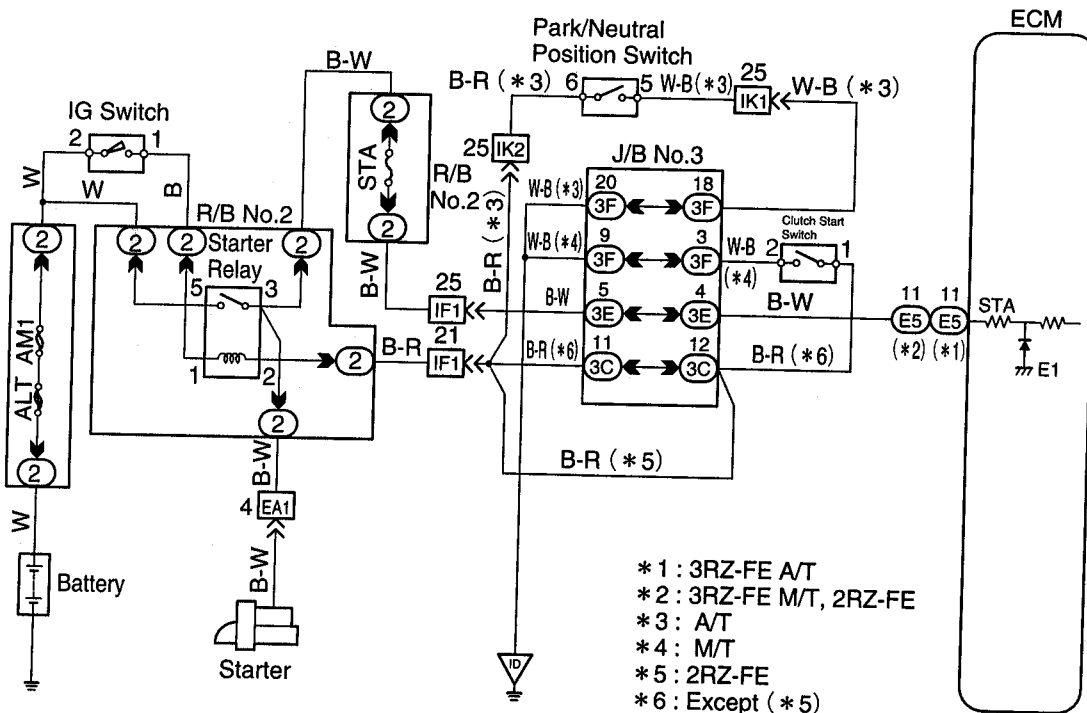 ECM
Park/Neutral
Position Switch
B-W
B-R (*3)
6
5
W-B (*3)
25
IK1
W-B (*3)
IG Switch
2
1
W
W
B
2
STA
2
R/B
No.2
25
IK2
B-R (*3)
J/B No.3
W-B (*3)
20
3F
18
3F
W-B (*4)
9
3F
3
3F
W-B
(*4)
Clutch Start
Switch
2
1
R/B No.2
2
2
2
2
Starter
Relay
5
3
1
2
2
2
ALT
AM1
2
B-W
25
IF1
B-W
5
3E
4
3E
B-W
11
E5
(*2)
11
E5
(*1)
STA
E1
B-R
21
IF1
B-R (*6)
11
3C
12
3C
B-R (*6)
B-R (*5)
W
Battery
B-W
4
EA1
B-W
Starter
ID
*1 : 3RZ-FE A/T
*2 : 3RZ-FE M/T, 2RZ-FE
*3 : A/T
*4 : M/T
*5 : 2RZ-FE
*6 : Except (*5)